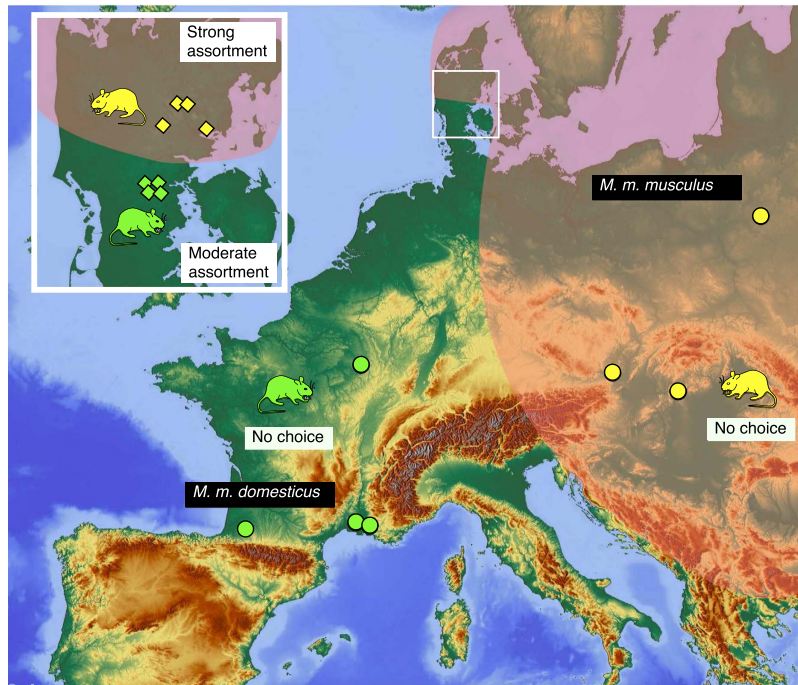 Strong
assortment
Moderate
assortment
M. m. musculus
No choice
No choice
M. m. domesticus